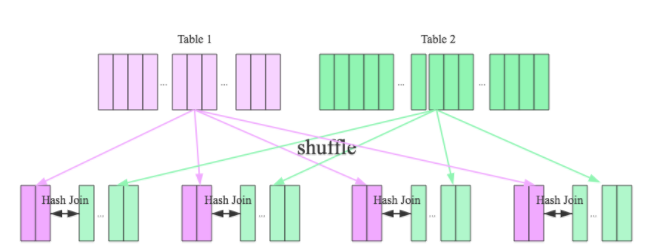 Table 1
Table 2
... ...
... ...
shuffle
Hash Join ...
Hash Join ...
Hash Join ...
Hash Join ...